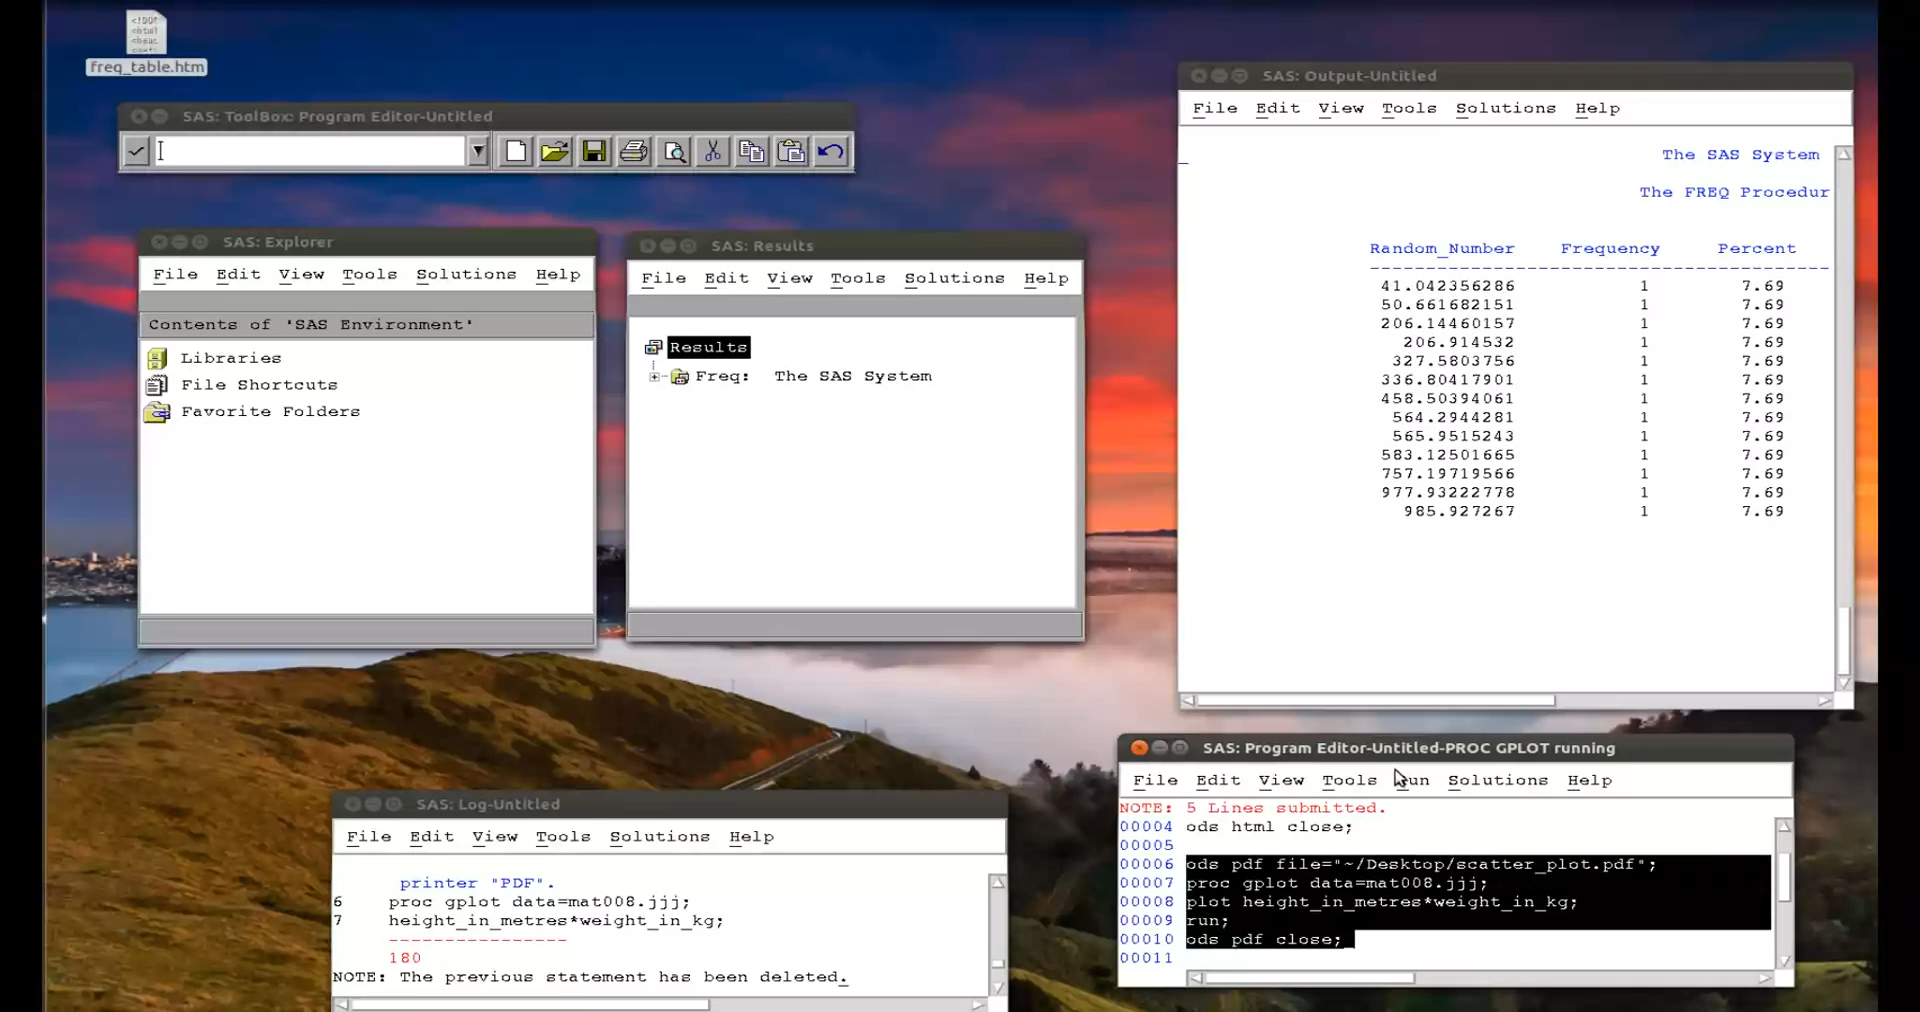 <!DOC
<html
<head
freq_table.htm
SAS: ToolBox: Program Editor-Untitled
SAS: Explorer
File Edit View Tools Solutions Help
Contents of 'SAS Environment'
Libraries
File Shortcuts
Favorite Folders
SAS: Results
File Edit View Tools Solutions Help
Results
Freq: The SAS System
SAS: Output-Untitled
File Edit View Tools Solutions Help
The SAS System
The FREQ Procedur
Random_Number Frequency Percent
41.042356286 1 7.69
50.661682151 1 7.69
206.14460157 1 7.69
206.914532 1 7.69
327.5803756 1 7.69
336.80417901 1 7.69
458.50394061 1 7.69
564.2944281 1 7.69
565.9515243 1 7.69
583.12501665 1 7.69
757.19719566 1 7.69
977.93222778 1 7.69
985.927267 1 7.69
SAS: Log-Untitled
File Edit View Tools Solutions Help
printer "PDF".
6 proc gplot data=mat008.jjj;
7 height_in_metres*weight_in_kg;
----------------
180
NOTE: The previous statement has been deleted.
SAS: Program Editor-Untitled-PROC GPLOT running
File Edit View Tools Run Solutions Help
NOTE: 5 Lines submitted.
00004 ods html close;
00005
00006 ods pdf file="~/Desktop/scatter_plot.pdf";
00007 proc gplot data=mat008.jjj;
00008 plot height_in_metres*weight_in_kg;
00009 run;
00010 ods pdf close;
00011